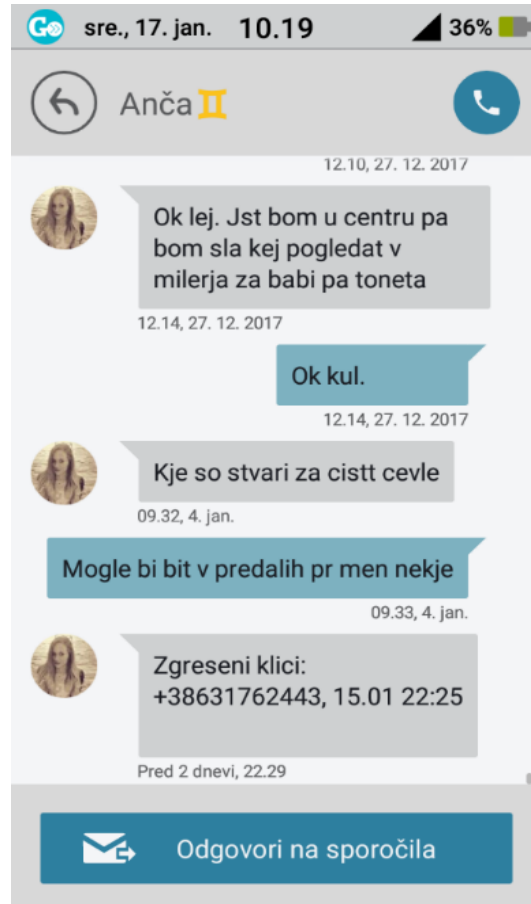 Go sre., 17. jan. 10.19 36%
Anča
12.10, 27. 12. 2017
Ok lej. Jst bom u centru pa
bom sla kej pogledat v
milerja za babi pa toneta
12.14, 27. 12. 2017
Ok kul.
12.14, 27. 12. 2017
Kje so stvari za cistt cevle
09.32, 4. jan.
Mogle bi bit v predalih pr men nekje
09.33, 4. jan.
Zgreseni klici:
+38631762443, 15.01 22:25
Pred 2 dnevi, 22.29
Odgovori na sporočila